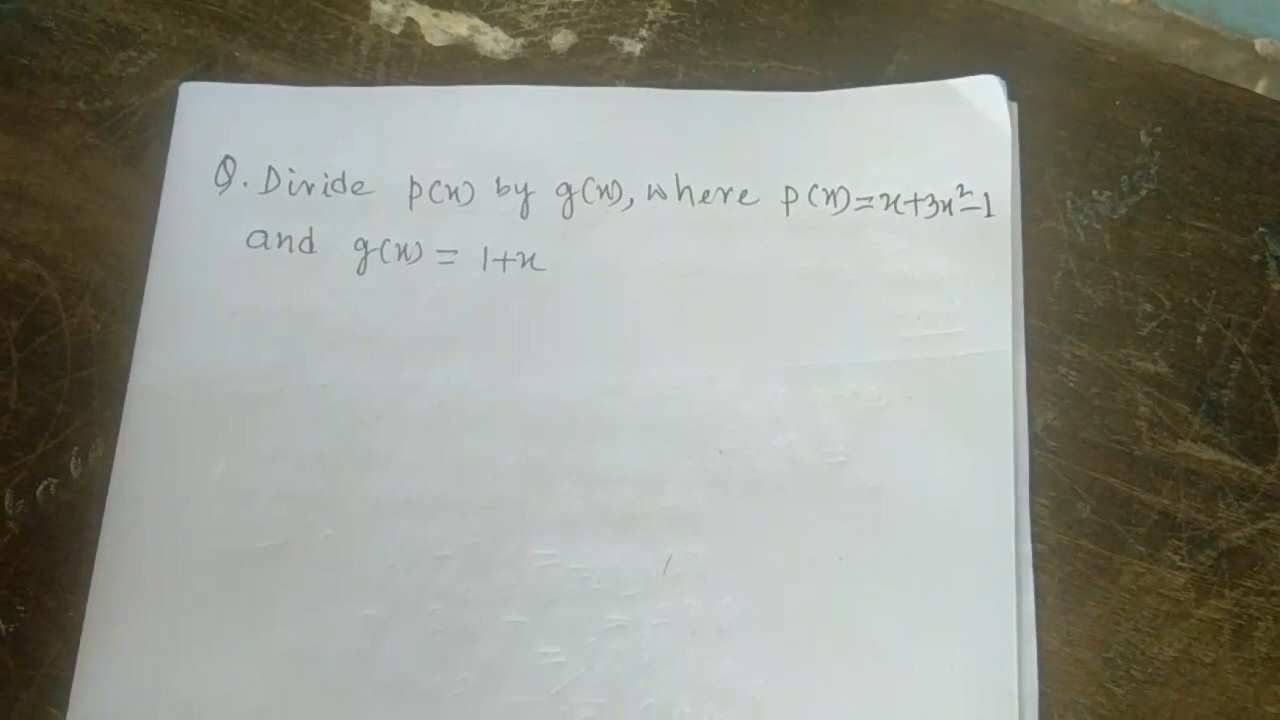 Q. Divide p(x) by g(x), where p(x)=x+3x²-1
and g(x) = 1+x